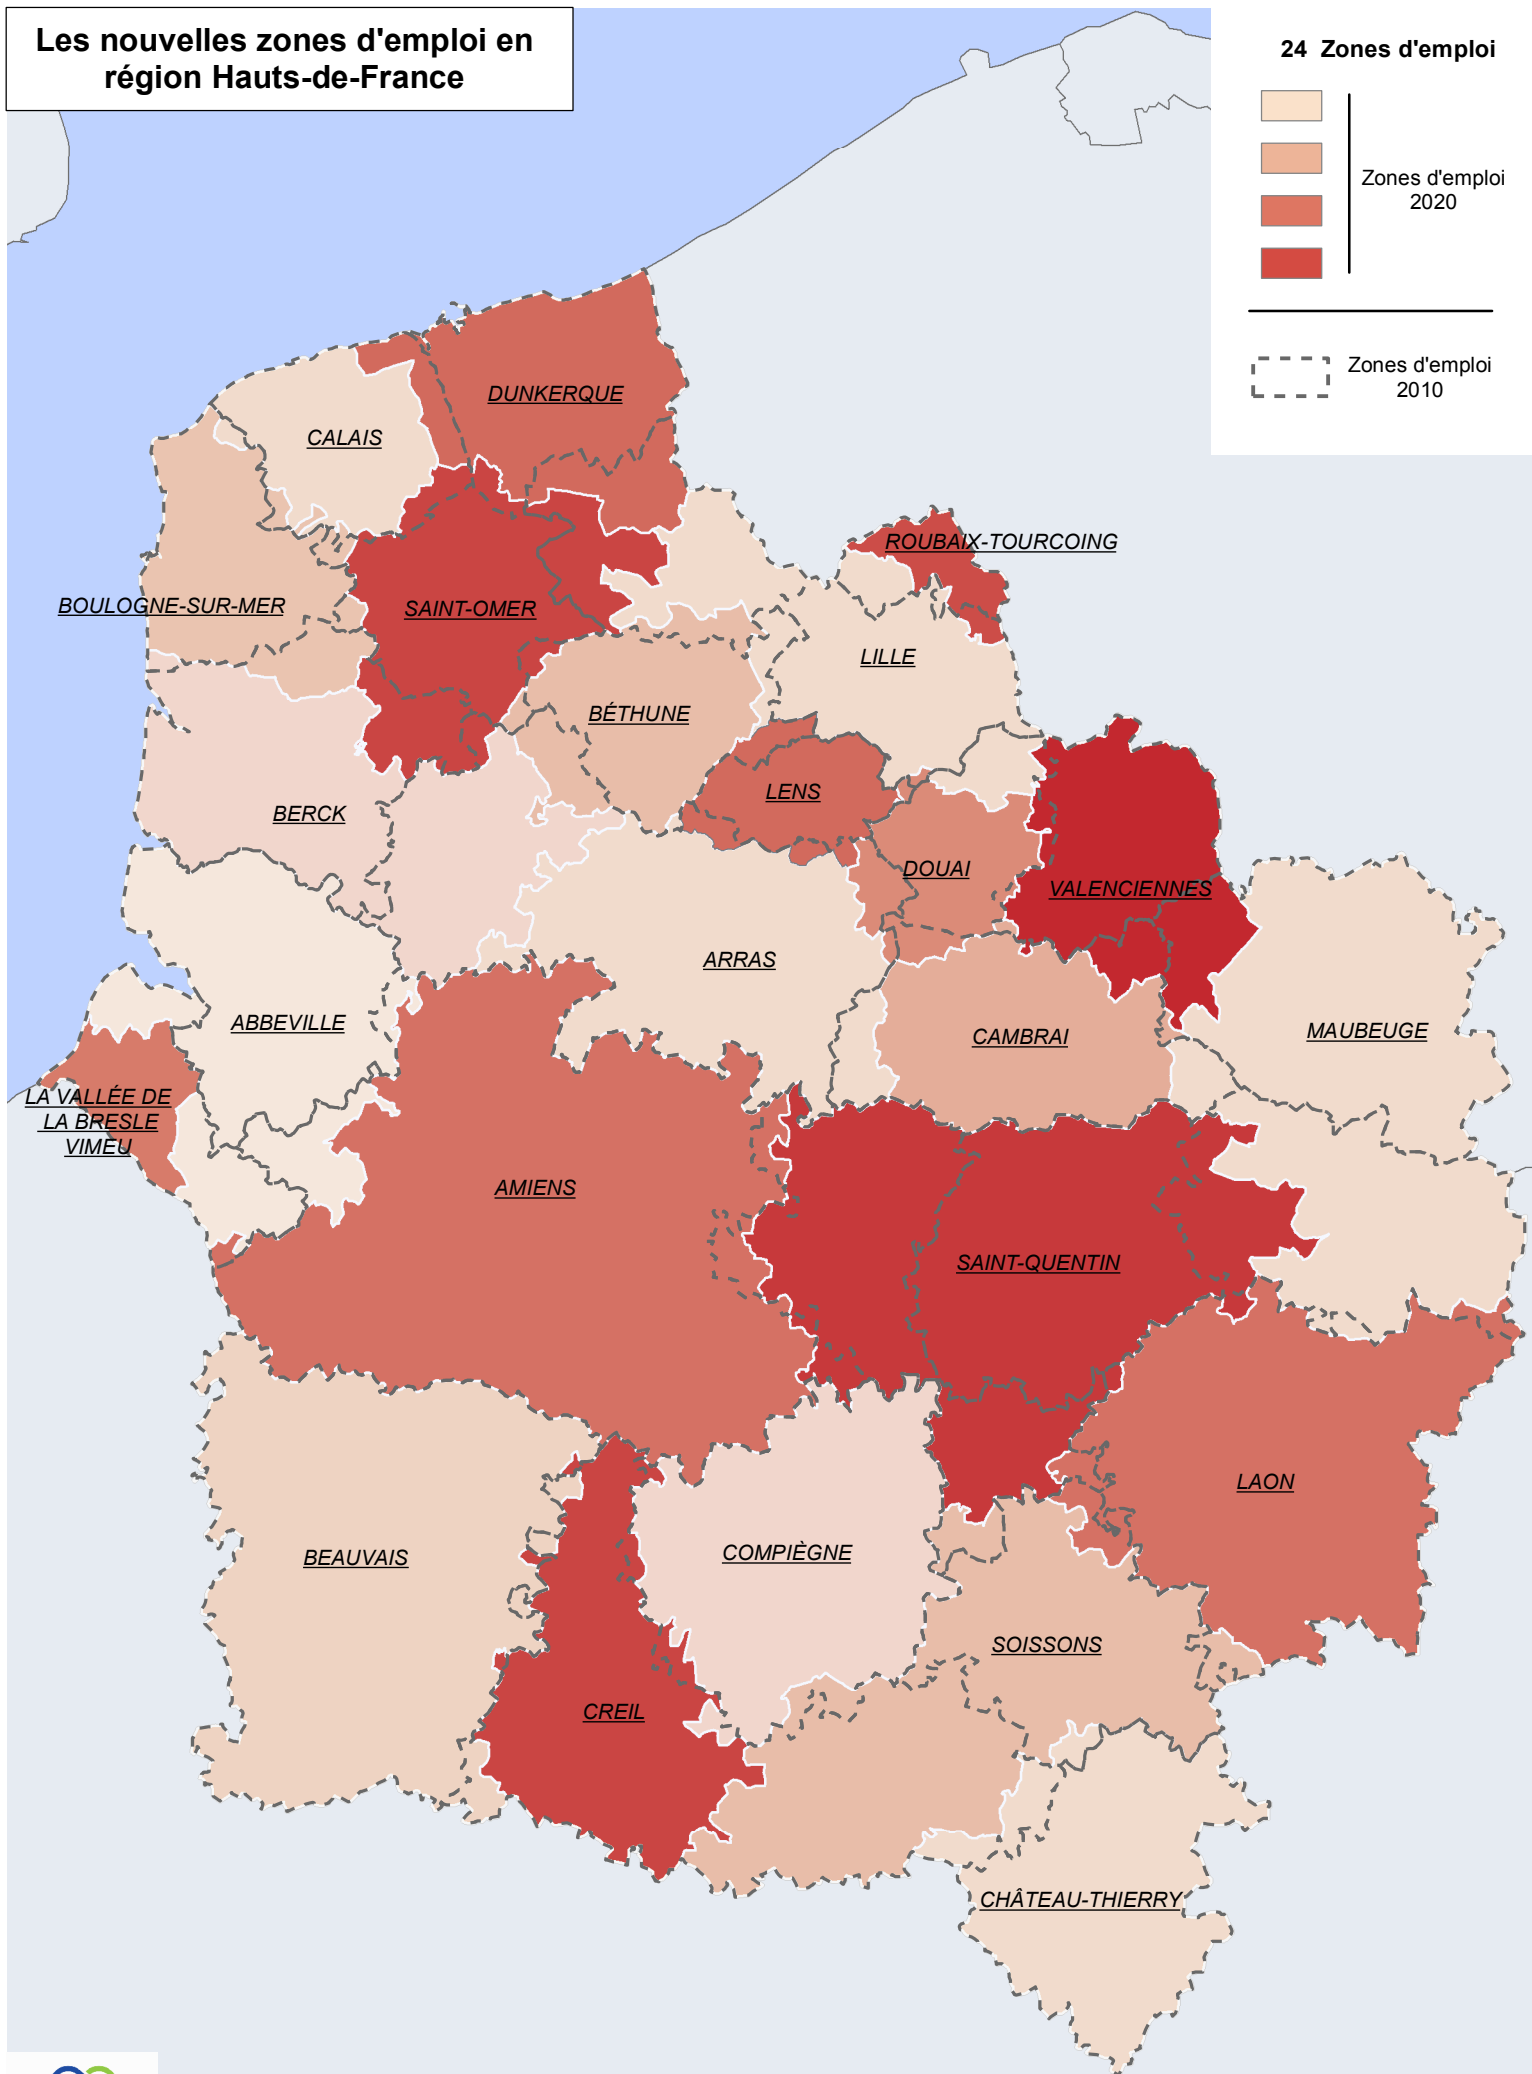 Les nouvelles zones d'emploi en
région Hauts-de-France
24 Zones d'emploi
Zones d'emploi
2020
Zones d'emploi
2010
DUNKERQUE
CALAIS
ROUBAIX-TOURCOING
BOULOGNE-SUR-MER
SAINT-OMER
LILLE
BÉTHUNE
LENS
BERCK
DOUAI
VALENCIENNES
ARRAS
ABBEVILLE
CAMBRAI
MAUBEUGE
LA VALLÉE DE
LA BRESLE
VIMEU
AMIENS
SAINT-QUENTIN
LAON
BEAUVAIS
COMPIÈGNE
SOISSONS
CREIL
CHÂTEAU-THIERRY